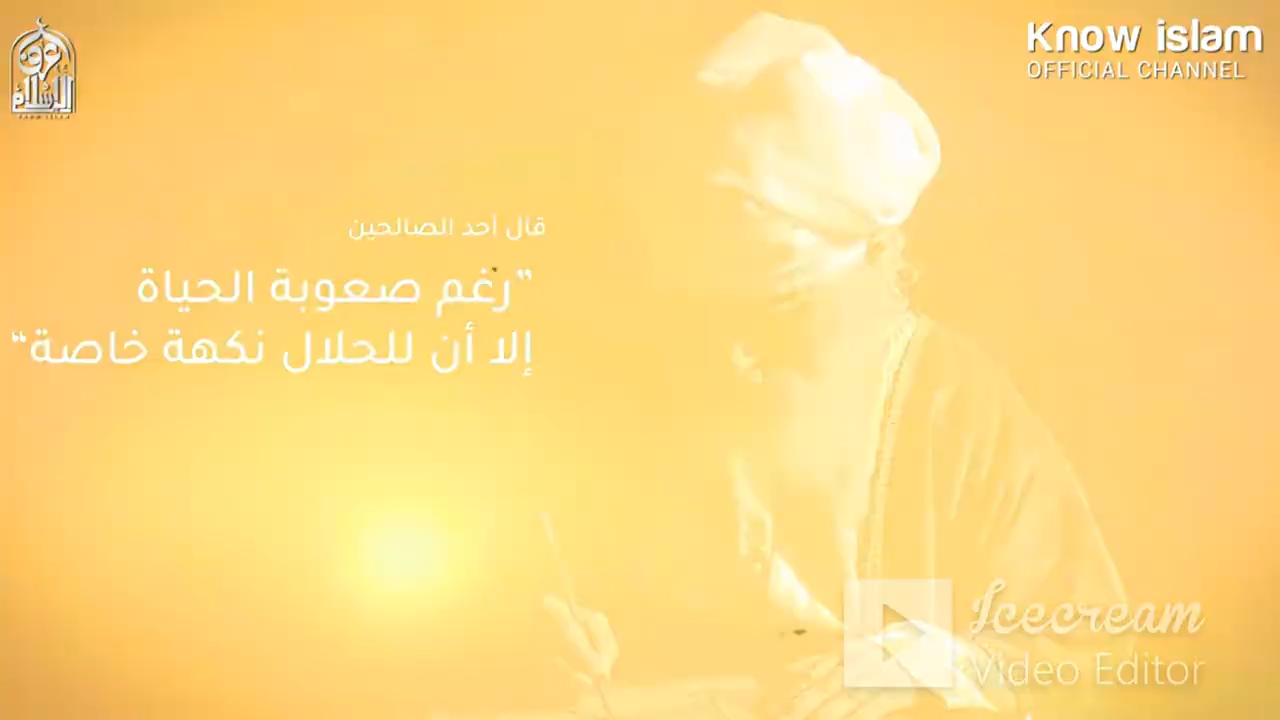 Know islam
OFFICIAL CHANNEL
قال أحد الصالحين
"رغم صعوبة الحياة
إلا أن للحلال نكهة خاصة"
Icecream
Video Editor